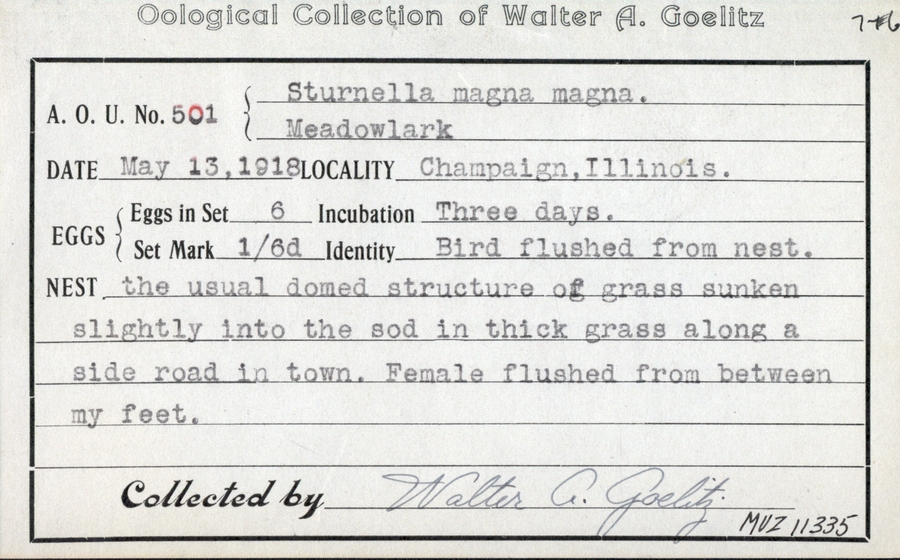 Oological Collection of Walter A. Goelitz
A. O. U. No. 501 Sturnella magna magna.
Meadowlark
DATE May 13,1918 LOCALITY Champaign,Illinois.
EGGS Eggs in Set 6 Incubation Three days.
Set Mark 1/6d Identity Bird flushed from nest.
NEST the usual domed structure of grass sunken
slightly into the sod in thick grass along a
side road in town. Female flushed from between
my feet.
Collected by Walter A. Goelitz
MVZ 11335